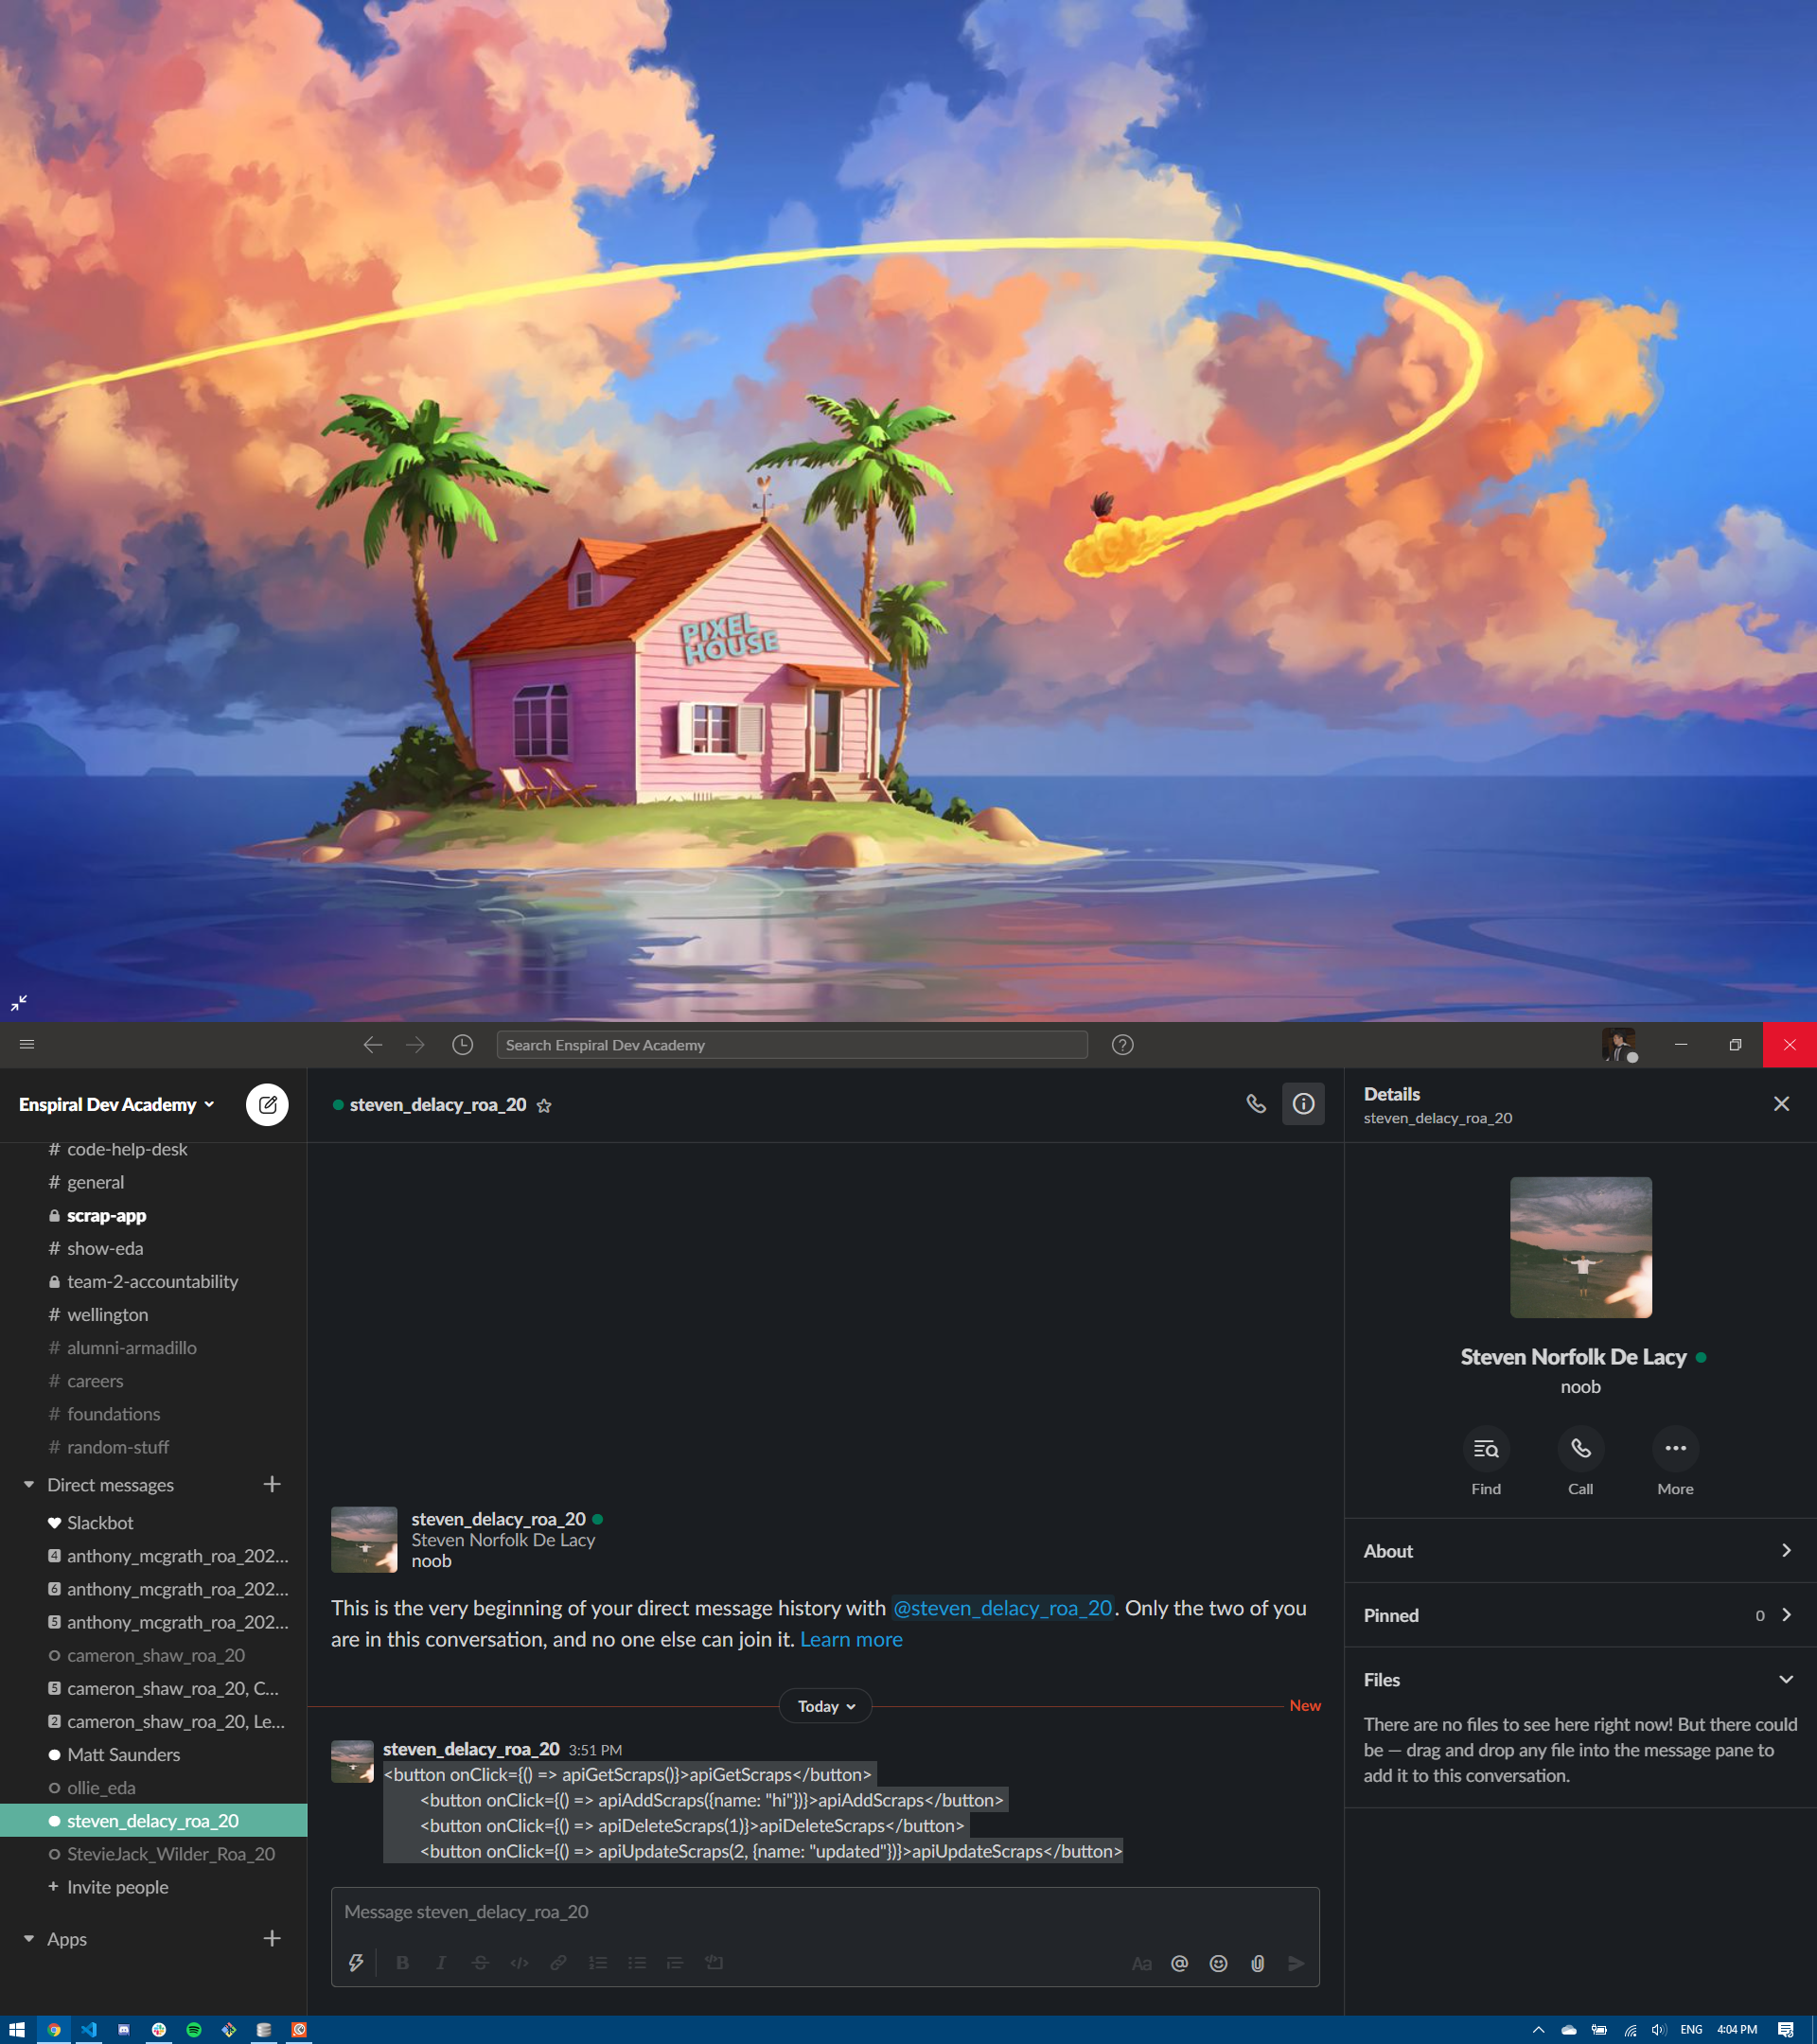 PIXEL
HOUSE
Search Enspiral Dev Academy
Enspiral Dev Academy
# code-help-desk
# general
scrap-app
# show-eda
team-2-accountability
# wellington
# alumni-armadillo
# careers
# foundations
# random-stuff
Direct messages
Slackbot
4 anthony_mcgrath_roa_202...
6 anthony_mcgrath_roa_202...
5 anthony_mcgrath_roa_202...
cameron_shaw_roa_20
5 cameron_shaw_roa_20, C...
2 cameron_shaw_roa_20, Le...
Matt Saunders
ollie_eda
steven_delacy_roa_20
StevieJack_Wilder_Roa_20
+ Invite people
Apps
steven_delacy_roa_20
steven_delacy_roa_20
Steven Norfolk De Lacy
noob
This is the very beginning of your direct message history with @steven_delacy_roa_20. Only the two of you
are in this conversation, and no one else can join it. Learn more
Today
New
steven_delacy_roa_20 3:51 PM
<button onClick={() => apiGetScraps()}>apiGetScraps</button>
<button onClick={() => apiAddScraps({name: "hi"})}>apiAddScraps</button>
<button onClick={() => apiDeleteScraps(1)}>apiDeleteScraps</button>
<button onClick={() => apiUpdateScraps(2, {name: "updated"})}>apiUpdateScraps</button>
Message steven_delacy_roa_20
B I S </> Aa @
Details
steven_delacy_roa_20
Steven Norfolk De Lacy
noob
Find Call More
About
Pinned 0
Files
There are no files to see here right now! But there could
be — drag and drop any file into the message pane to
add it to this conversation.
ENG 4:04 PM